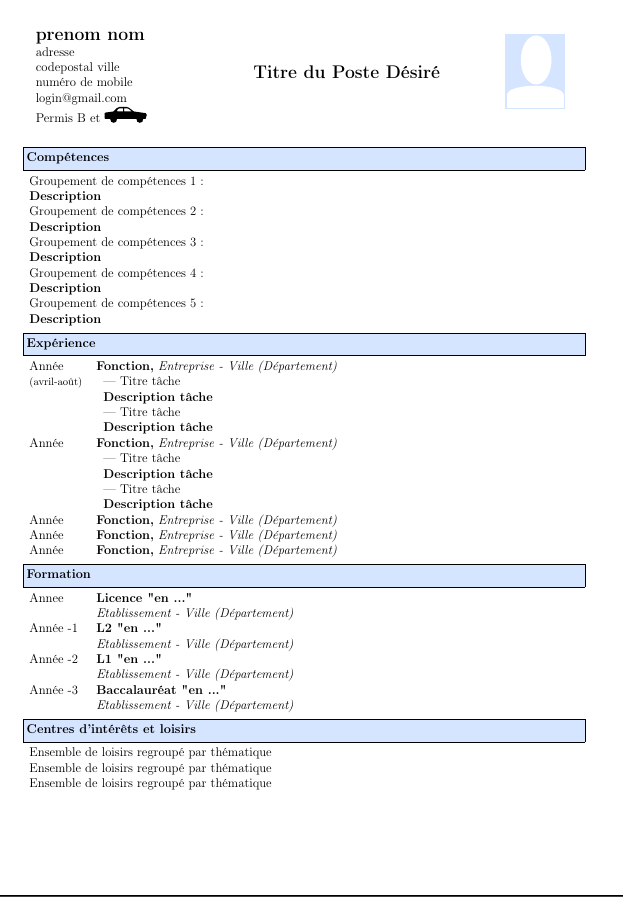 prenom nom
adresse
codepostal ville
numéro de mobile
login@gmail.com
Permis B et
Titre du Poste Désiré
Compétences
Groupement de compétences 1 :
Description
Groupement de compétences 2 :
Description
Groupement de compétences 3 :
Description
Groupement de compétences 4 :
Description
Groupement de compétences 5 :
Description
Expérience
Année Fonction, Entreprise - Ville (Département)
(avril-août) — Titre tâche
Description tâche
— Titre tâche
Description tâche
Année Fonction, Entreprise - Ville (Département)
— Titre tâche
Description tâche
— Titre tâche
Description tâche
Année Fonction, Entreprise - Ville (Département)
Année Fonction, Entreprise - Ville (Département)
Année Fonction, Entreprise - Ville (Département)
Formation
Annee Licence "en ..."
Etablissement - Ville (Département)
Année -1 L2 "en ..."
Etablissement - Ville (Département)
Année -2 L1 "en ..."
Etablissement - Ville (Département)
Année -3 Baccalauréat "en ..."
Etablissement - Ville (Département)
Centres d'intérêts et loisirs
Ensemble de loisirs regroupé par thématique
Ensemble de loisirs regroupé par thématique
Ensemble de loisirs regroupé par thématique